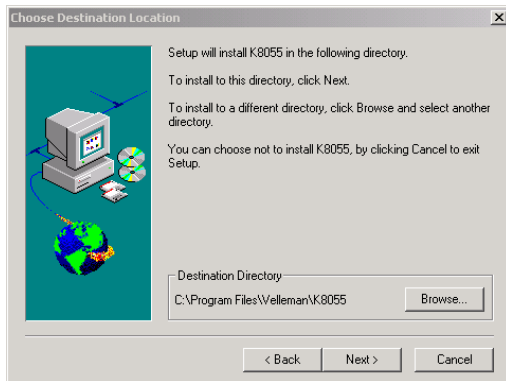 Choose Destination Location
Setup will install K8055 in the following directory.
To install to this directory, click Next.
To install to a different directory, click Browse and select another
directory.
You can choose not to install K8055, by clicking Cancel to exit
Setup.
Destination Directory
C:\Program Files\Velleman\K8055
Browse...
< Back
Next >
Cancel